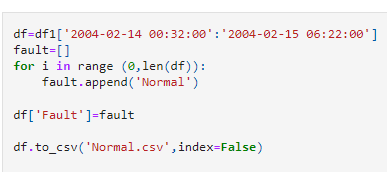 df=df1['2004-02-14 00:32:00':'2004-02-15 06:22:00']
fault=[]
for i in range (0,len(df)):
    fault.append('Normal')
df['Fault']=fault
df.to_csv('Normal.csv',index=False)